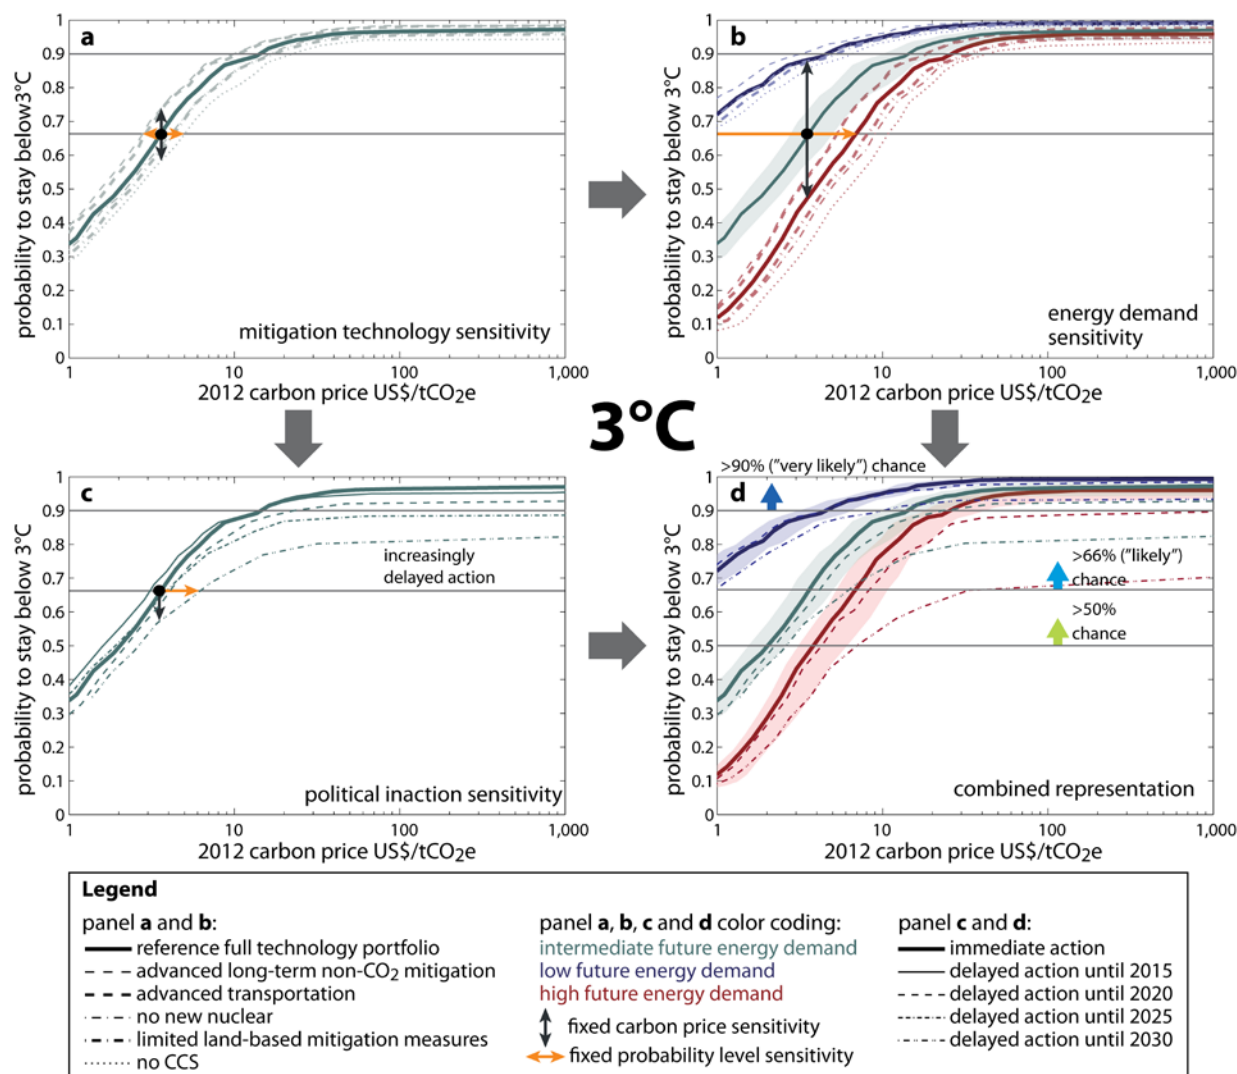 a
probability to stay below3°C
1
0.9
0.8
0.7
0.6
0.5
0.4
0.3
0.2
0.1
0
mitigation technology sensitivity
1
10
100
1,000
2012 carbon price US$/tCO2e
b
probability to stay below 3°C
1
0.9
0.8
0.7
0.6
0.5
0.4
0.3
0.2
0.1
0
energy demand
sensitivity
1
10
100
1,000
2012 carbon price US$/tCO2e
3°C
c
probability to stay below 3°C
1
0.9
0.8
0.7
0.6
0.5
0.4
0.3
0.2
0.1
0
increasingly
delayed action
political inaction sensitivity
1
10
100
1,000
2012 carbon price US$/tCO2e
>90% ("very likely") chance
d
probability to stay below 3°C
1
0.9
0.8
0.7
0.6
0.5
0.4
0.3
0.2
0.1
0
>66% ("likely")
chance
>50%
chance
combined representation
1
10
100
1,000
2012 carbon price US$/tCO2e
Legend
panel a and b:
reference full technology portfolio
advanced long-term non-CO2 mitigation
advanced transportation
no new nuclear
limited land-based mitigation measures
no CCS
panel a, b, c and d color coding:
intermediate future energy demand
low future energy demand
high future energy demand
fixed carbon price sensitivity
fixed probability level sensitivity
panel c and d:
immediate action
delayed action until 2015
delayed action until 2020
delayed action until 2025
delayed action until 2030